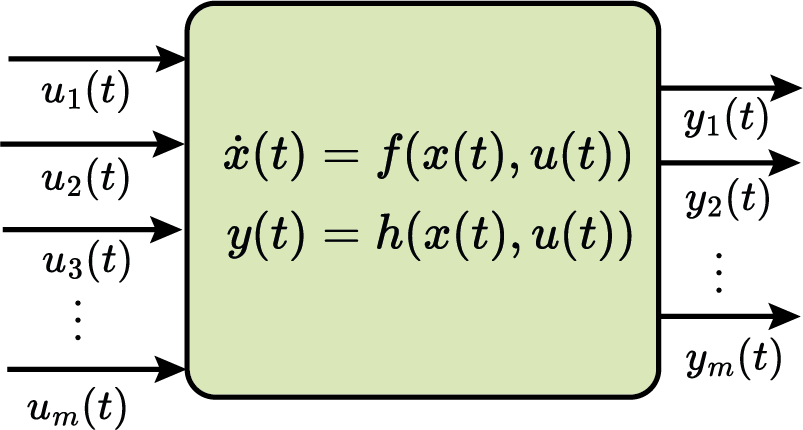 u₁(t)
u₂(t)
u₃(t)
⋮
uₘ(t)
ẋ(t) = f(x(t), u(t))
y(t) = h(x(t), u(t))
y₁(t)
y₂(t)
⋮
yₘ(t)